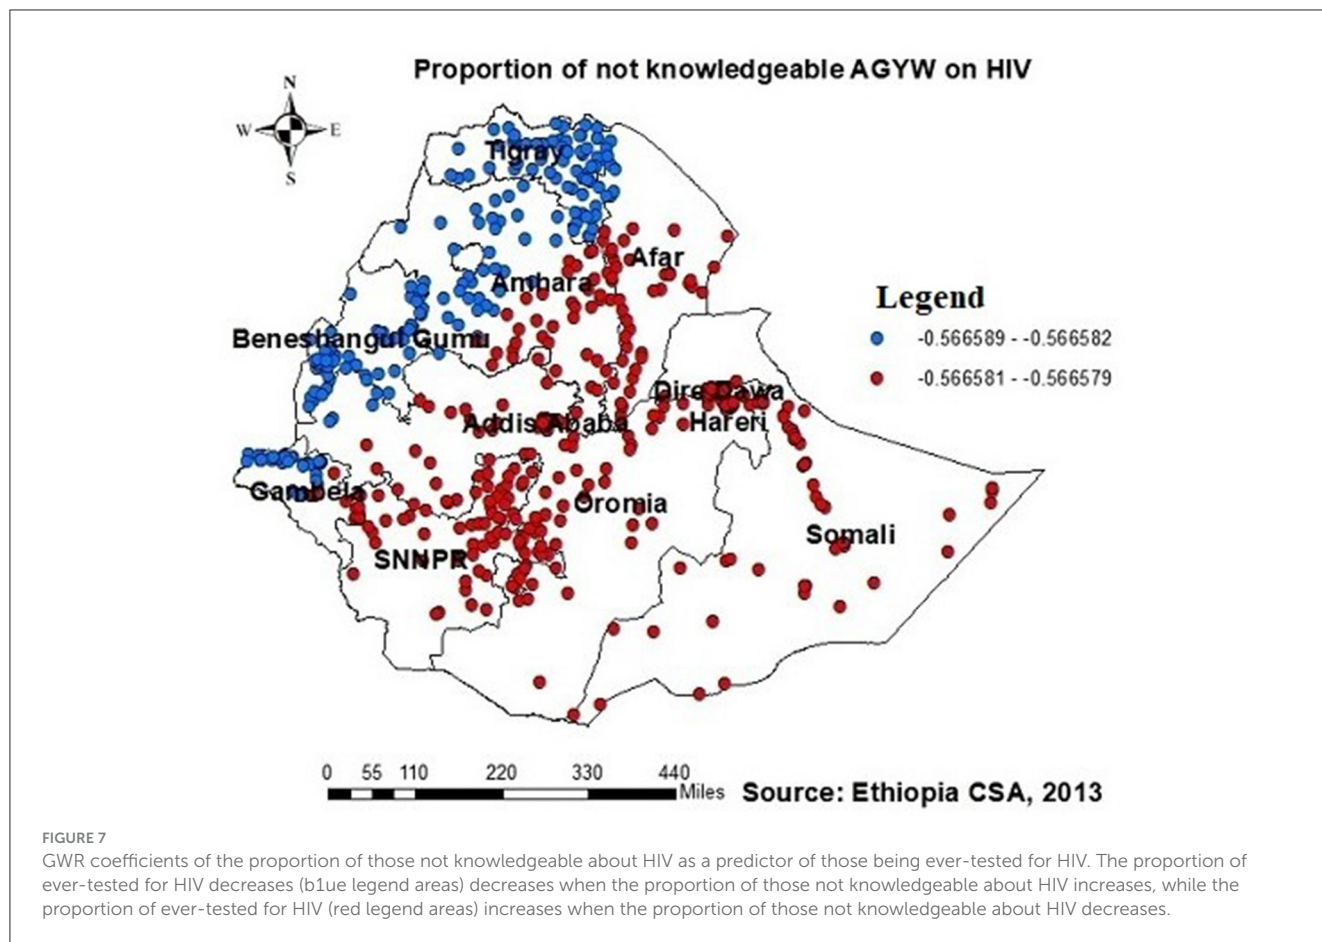 Proportion of not knowledgeable AGYW on HIV
N
W E
S
Tigray
Afar
Amhara
Legend
-0.566589 - -0.566582
Beneshangul Gumu
-0.566581 - -0.566579
Dire Dawa
Addis Ababa Hareri
Gambela
Oromia
Somali
SNNPR
0 55 110 220 330 440
Miles
Source: Ethiopia CSA, 2013
FIGURE 7
GWR coefficients of the proportion of those not knowledgeable about HIV as a predictor of those being ever-tested for HIV. The proportion of
ever-tested for HIV decreases (b1ue legend areas) decreases when the proportion of those not knowledgeable about HIV increases, while the
proportion of ever-tested for HIV (red legend areas) increases when the proportion of those not knowledgeable about HIV decreases.